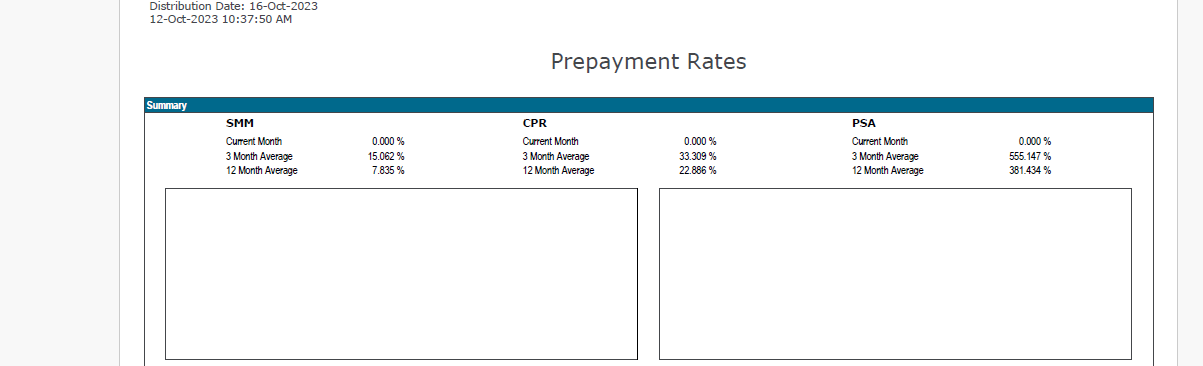 Distribution Date: 16-Oct-2023
12-Oct-2023 10:37:50 AM
Prepayment Rates
Summary
SMM CPR PSA
Current Month 0.000 % Current Month 0.000 % Current Month 0.000 %
3 Month Average 15.062 % 3 Month Average 33.309 % 3 Month Average 555.147 %
12 Month Average 7.835 % 12 Month Average 22.886 % 12 Month Average 381.434 %